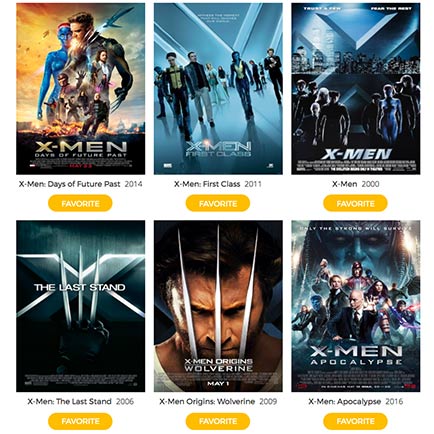 X-MEN
DAYS OF FUTURE PAST
X-MEN
FIRST CLASS
TRUST A FEW
FEAR THE REST
X-MEN
X-Men: Days of Future Past 2014
X-Men: First Class 2011
X-Men 2000
FAVORITE
FAVORITE
FAVORITE
THE LAST STAND
X-MEN ORIGINS
WOLVERINE
MAY 1
ONLY THE STRONG WILL SURVIVE
X-MEN
APOCALYPSE
X-Men: The Last Stand 2006
X-Men Origins: Wolverine 2009
X-Men: Apocalypse 2016
FAVORITE
FAVORITE
FAVORITE